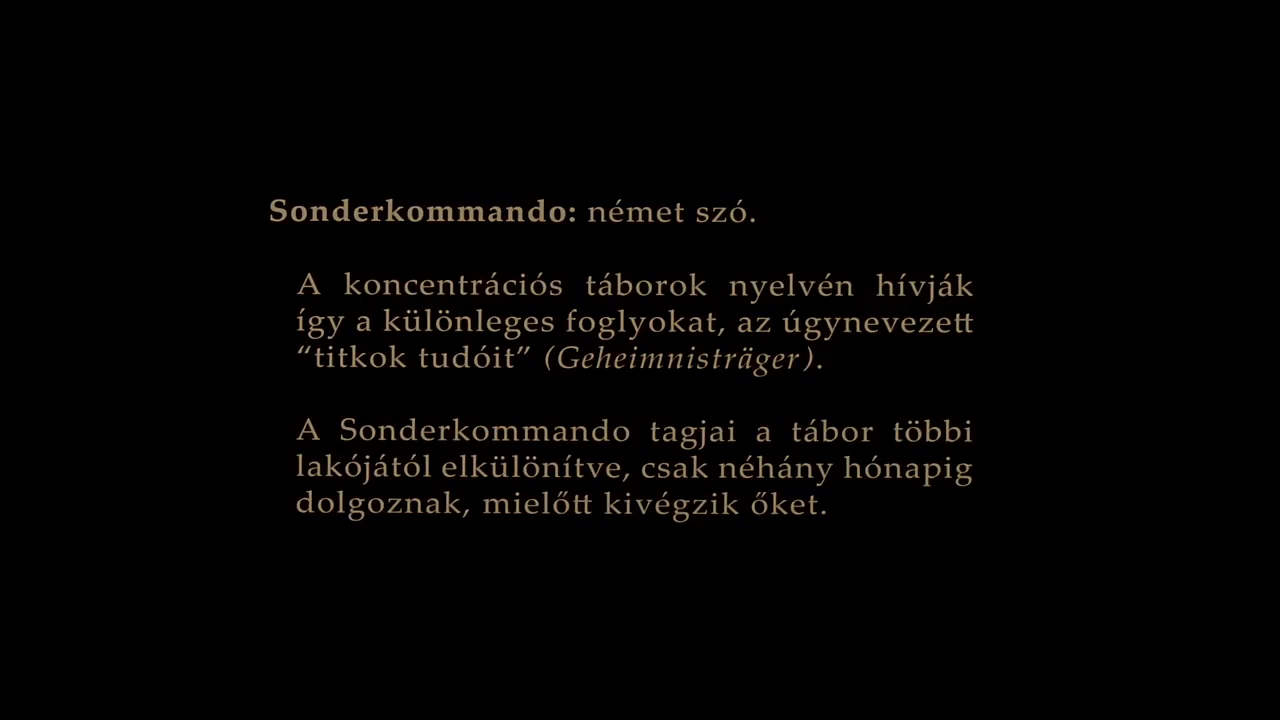 Sonderkommando: német szó.
A koncentrációs táborok nyelvén hívják
így a különleges foglyokat, az úgynevezett
“titkok tudóit” (Geheimnisträger).
A Sonderkommando tagjai a tábor többi
lakójától elkülönítve, csak néhány hónapig
dolgoznak, mielőtt kivégzik őket.